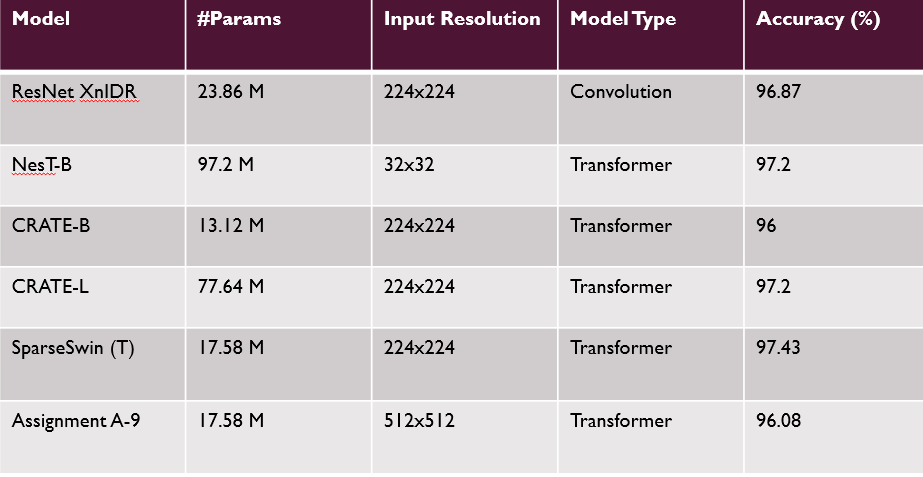 Model #Params Input Resolution Model Type Accuracy (%)
ResNet XnIDR 23.86 M 224x224 Convolution 96.87
NesT-B 97.2 M 32x32 Transformer 97.2
CRATE-B 13.12 M 224x224 Transformer 96
CRATE-L 77.64 M 224x224 Transformer 97.2
SparseSwin (T) 17.58 M 224x224 Transformer 97.43
Assignment A-9 17.58 M 512x512 Transformer 96.08